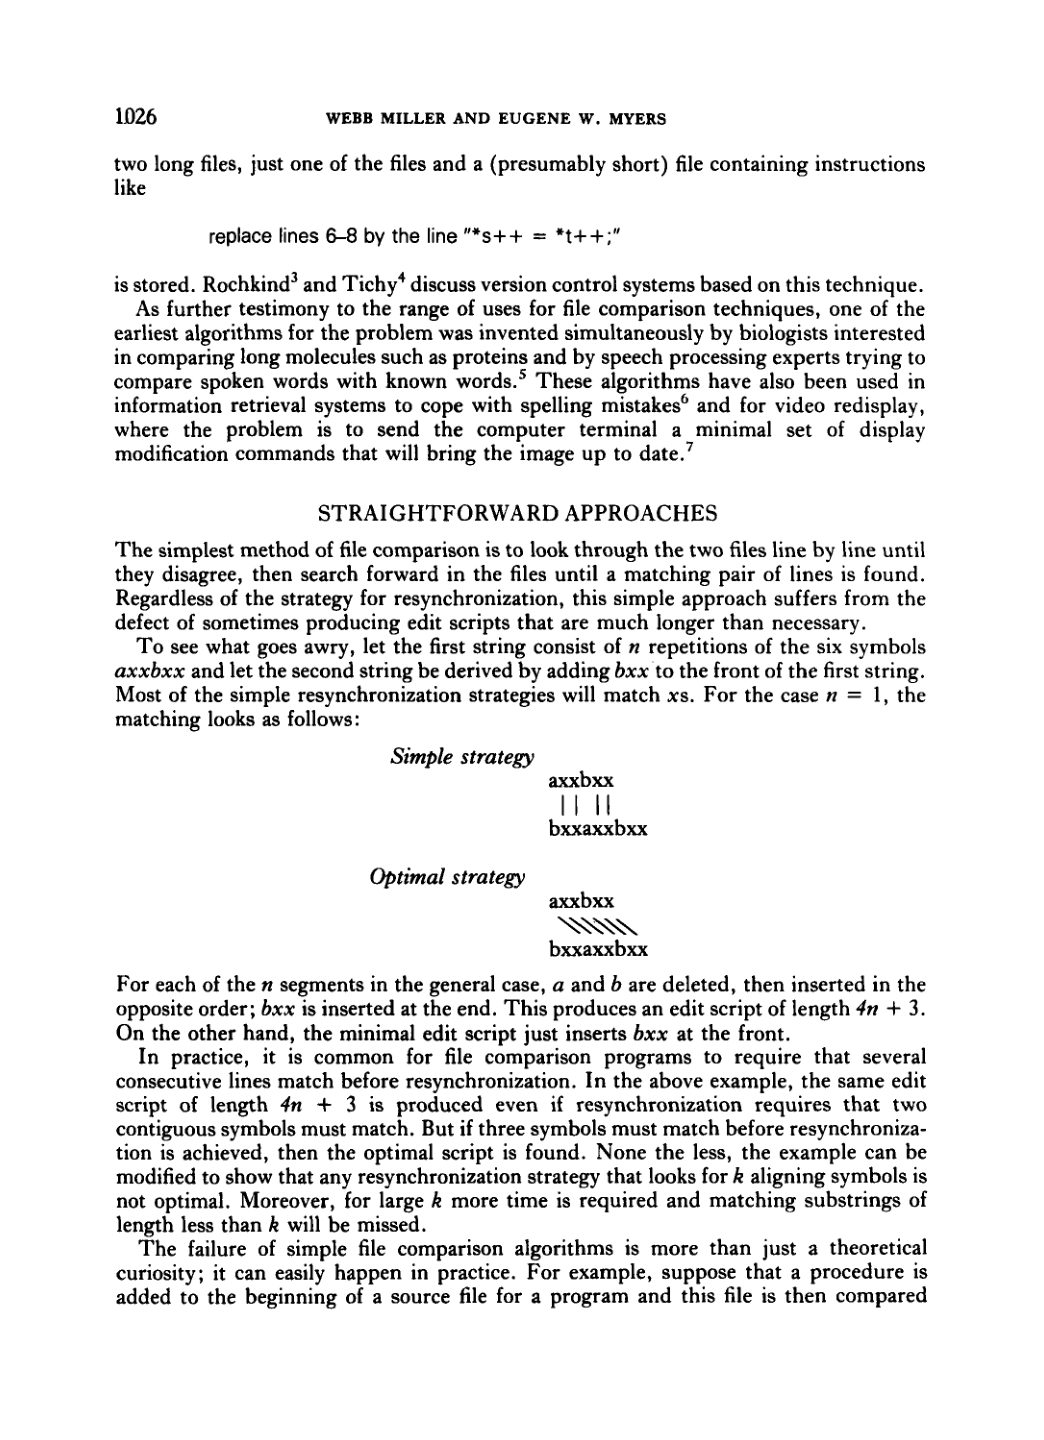 1026 WEBB MILLER AND EUGENE W. MYERS
two long files, just one of the files and a (presumably short) file containing instructions
like
replace lines 6–8 by the line "*s++ = *t++;"
is stored. Rochkind³ and Tichy⁴ discuss version control systems based on this technique.
As further testimony to the range of uses for file comparison techniques, one of the
earliest algorithms for the problem was invented simultaneously by biologists interested
in comparing long molecules such as proteins and by speech processing experts trying to
compare spoken words with known words.⁵ These algorithms have also been used in
information retrieval systems to cope with spelling mistakes⁶ and for video redisplay,
where the problem is to send the computer terminal a minimal set of display
modification commands that will bring the image up to date.⁷
STRAIGHTFORWARD APPROACHES
The simplest method of file comparison is to look through the two files line by line until
they disagree, then search forward in the files until a matching pair of lines is found.
Regardless of the strategy for resynchronization, this simple approach suffers from the
defect of sometimes producing edit scripts that are much longer than necessary.
To see what goes awry, let the first string consist of n repetitions of the six symbols
axxbxx and let the second string be derived by adding bxx to the front of the first string.
Most of the simple resynchronization strategies will match xs. For the case n = 1, the
matching looks as follows:
Simple strategy
axxbxx
bxxaxxbxx
Optimal strategy
axxbxx
bxxaxxbxx
For each of the n segments in the general case, a and b are deleted, then inserted in the
opposite order; bxx is inserted at the end. This produces an edit script of length 4n + 3.
On the other hand, the minimal edit script just inserts bxx at the front.
In practice, it is common for file comparison programs to require that several
consecutive lines match before resynchronization. In the above example, the same edit
script of length 4n + 3 is produced even if resynchronization requires that two
contiguous symbols must match. But if three symbols must match before resynchroniza-
tion is achieved, then the optimal script is found. None the less, the example can be
modified to show that any resynchronization strategy that looks for k aligning symbols is
not optimal. Moreover, for large k more time is required and matching substrings of
length less than k will be missed.
The failure of simple file comparison algorithms is more than just a theoretical
curiosity; it can easily happen in practice. For example, suppose that a procedure is
added to the beginning of a source file for a program and this file is then compared